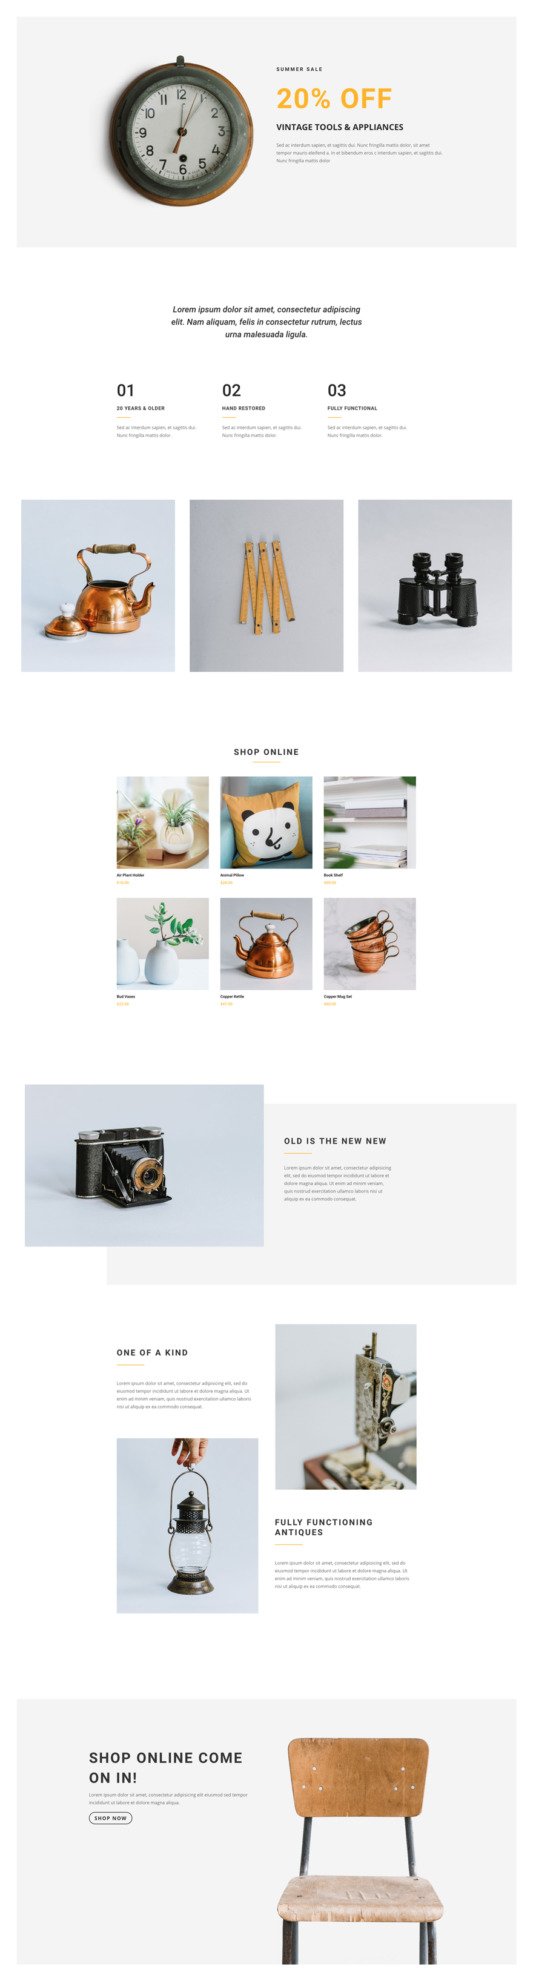 SUMMER SALE
20% OFF
VINTAGE TOOLS & APPLIANCES
Sed ac interdum sapien, et sagittis dui. Nunc fringilla mattis dolor, sit amet
tempor mauris eleifend a. In et bibendum eros c interdum sapien, et sagittis dui.
Nunc fringilla mattis dolor.
Lorem ipsum dolor sit amet, consectetur adipiscing
elit. Nam aliquam, felis in consectetur rutrum, lectus
urna malesuada ligula.
01
20 YEARS & OLDER
Sed ac interdum sapien, et sagittis dui.
Nunc fringilla mattis dolor.
02
HAND RESTORED
Sed ac interdum sapien, et sagittis dui.
Nunc fringilla mattis dolor.
03
FULLY FUNCTIONAL
Sed ac interdum sapien, et sagittis dui.
Nunc fringilla mattis dolor.
SHOP ONLINE
Air Plant Holder
Animal Pillow
Book Shelf
Bud Vases
Copper Kettle
Copper Mug Set
OLD IS THE NEW NEW
Lorem ipsum dolor sit amet, consectetur adipiscing
elit, sed do eiusmod tempor incididunt ut labore et
dolore magna aliqua. Ut enim ad minim veniam,
quis nostrud exercitation ullamco laboris nisi ut
aliquip ex ea commodo consequat.
ONE OF A KIND
Lorem ipsum dolor sit amet, consectetur adipiscing elit, sed do
eiusmod tempor incididunt ut labore et dolore magna aliqua. Ut
enim ad minim veniam, quis nostrud exercitation ullamco laboris
nisi ut aliquip ex ea commodo consequat.
FULLY FUNCTIONING
ANTIQUES
Lorem ipsum dolor sit amet, consectetur adipiscing elit, sed do
eiusmod tempor incididunt ut labore et dolore magna aliqua. Ut
enim ad minim veniam, quis nostrud exercitation ullamco laboris
nisi ut aliquip ex ea commodo consequat.
SHOP ONLINE COME
ON IN!
Lorem ipsum dolor sit amet, consectetur adipiscing elit eiusmod sed tempor
incididunt ut labore et dolore magna aliqua.
SHOP NOW